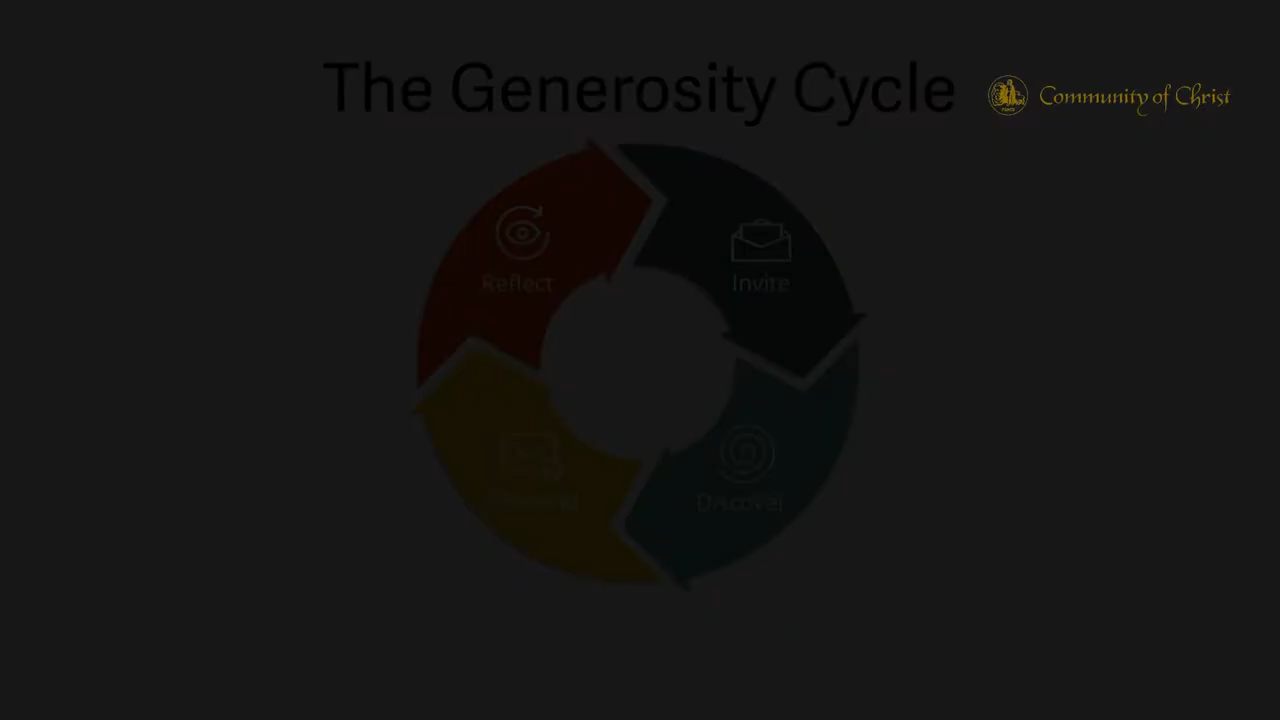 The Generosity Cycle
Community of Christ
Reflect
Invite
Discover